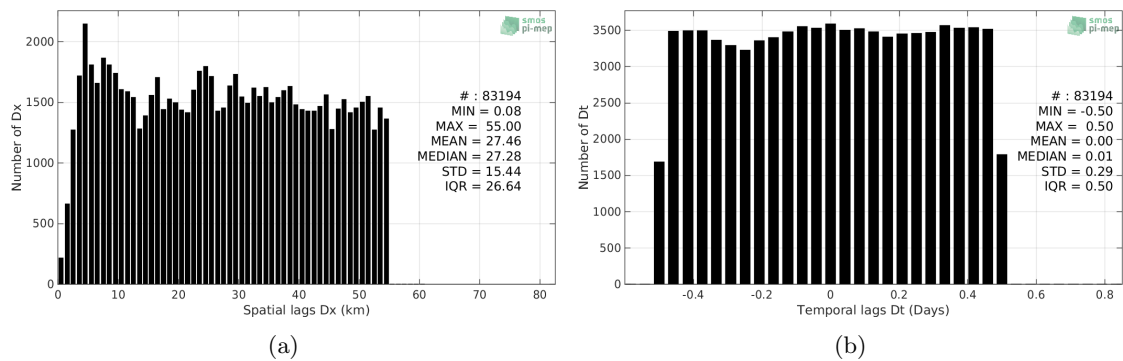 smos
pi-mep
2000
1500
1000
500
0
Number of Dx
# : 83194
MIN = 0.08
MAX = 55.00
MEAN = 27.46
MEDIAN = 27.28
STD = 15.44
IQR = 26.64
0 10 20 30 40 50 60 70 80
Spatial lags Dx (km)
(a)
smos
pi-mep
3500
3000
2500
2000
1500
1000
500
0
Number of Dt
# : 83194
MIN = -0.50
MAX = 0.50
MEAN = 0.00
MEDIAN = 0.01
STD = 0.29
IQR = 0.50
-0.4 -0.2 0 0.2 0.4 0.6 0.8
Temporal lags Dt (Days)
(b)